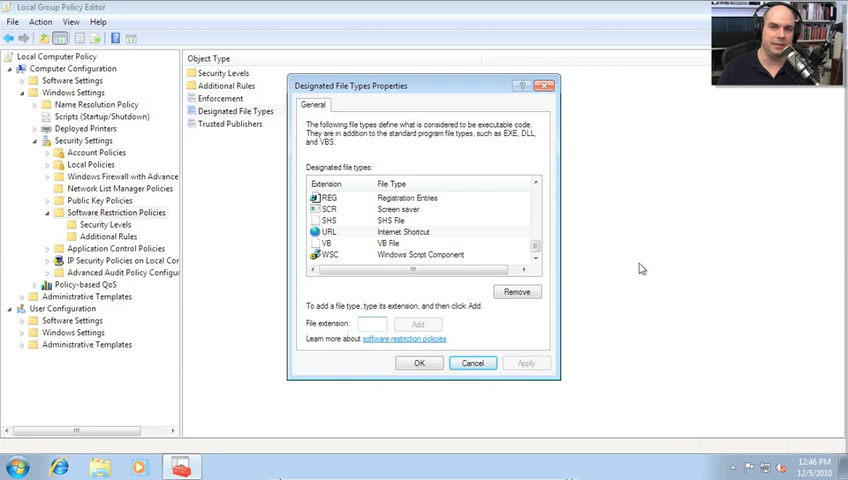 Local Group Policy Editor
File Action View Help
Local Computer Policy
Computer Configuration
Software Settings
Windows Settings
Name Resolution Policy
Scripts (Startup/Shutdown)
Deployed Printers
Security Settings
Account Policies
Local Policies
Windows Firewall with Advance
Network List Manager Policies
Public Key Policies
Software Restriction Policies
Security Levels
Additional Rules
Application Control Policies
IP Security Policies on Local Cor
Advanced Audit Policy Configur
Policy-based QoS
Administrative Templates
User Configuration
Software Settings
Windows Settings
Administrative Templates
Object Type
Security Levels
Additional Rules
Enforcement
Designated File Types
Trusted Publishers
Designated File Types Properties
General
The following file types define what is considered to be executable code.
They are in addition to the standard program file types, such as EXE, DLL,
and VBS.
Designated file types:
Extension File Type
REG Registration Entries
SCR Screen saver
SHS SHS File
URL Internet Shortcut
VB VB File
WSC Windows Script Component
Remove
To add a file type, type its extension, and then click Add.
File extension: Add
Learn more about software restriction policies
OK Cancel Apply
12:46 PM
12/5/2010